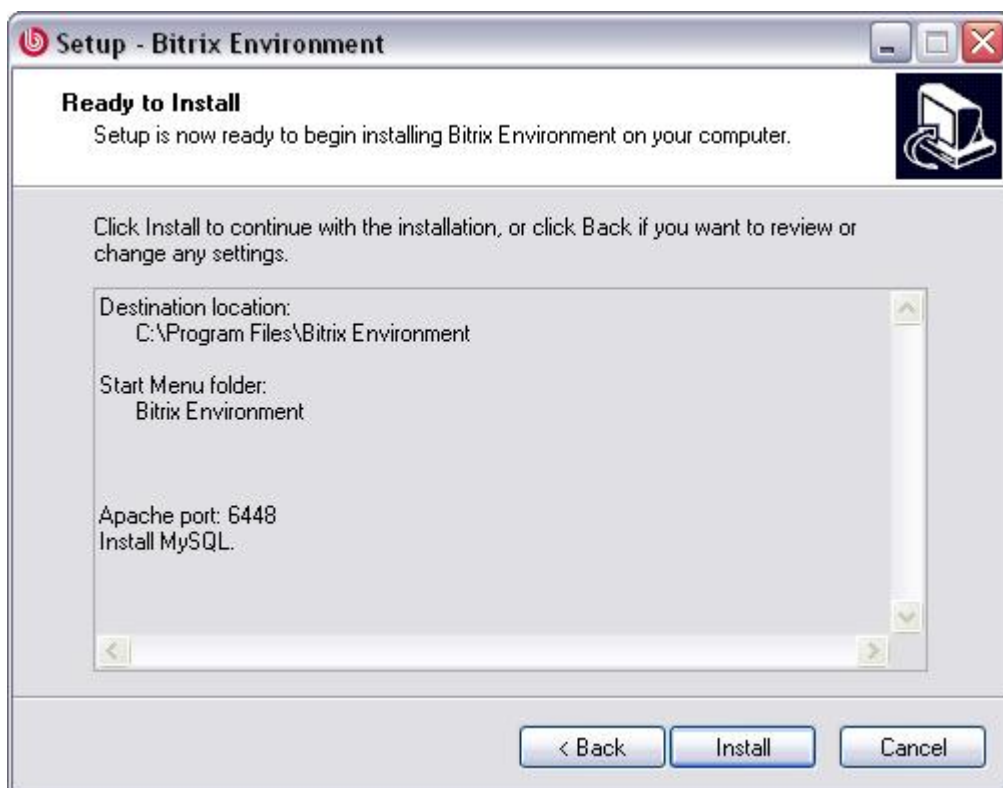 Setup - Bitrix Environment
Ready to Install
Setup is now ready to begin installing Bitrix Environment on your computer.
Click Install to continue with the installation, or click Back if you want to review or
change any settings.
Destination location:
C:\Program Files\Bitrix Environment
Start Menu folder:
Bitrix Environment
Apache port: 6448
Install MySQL.
< Back
Install
Cancel